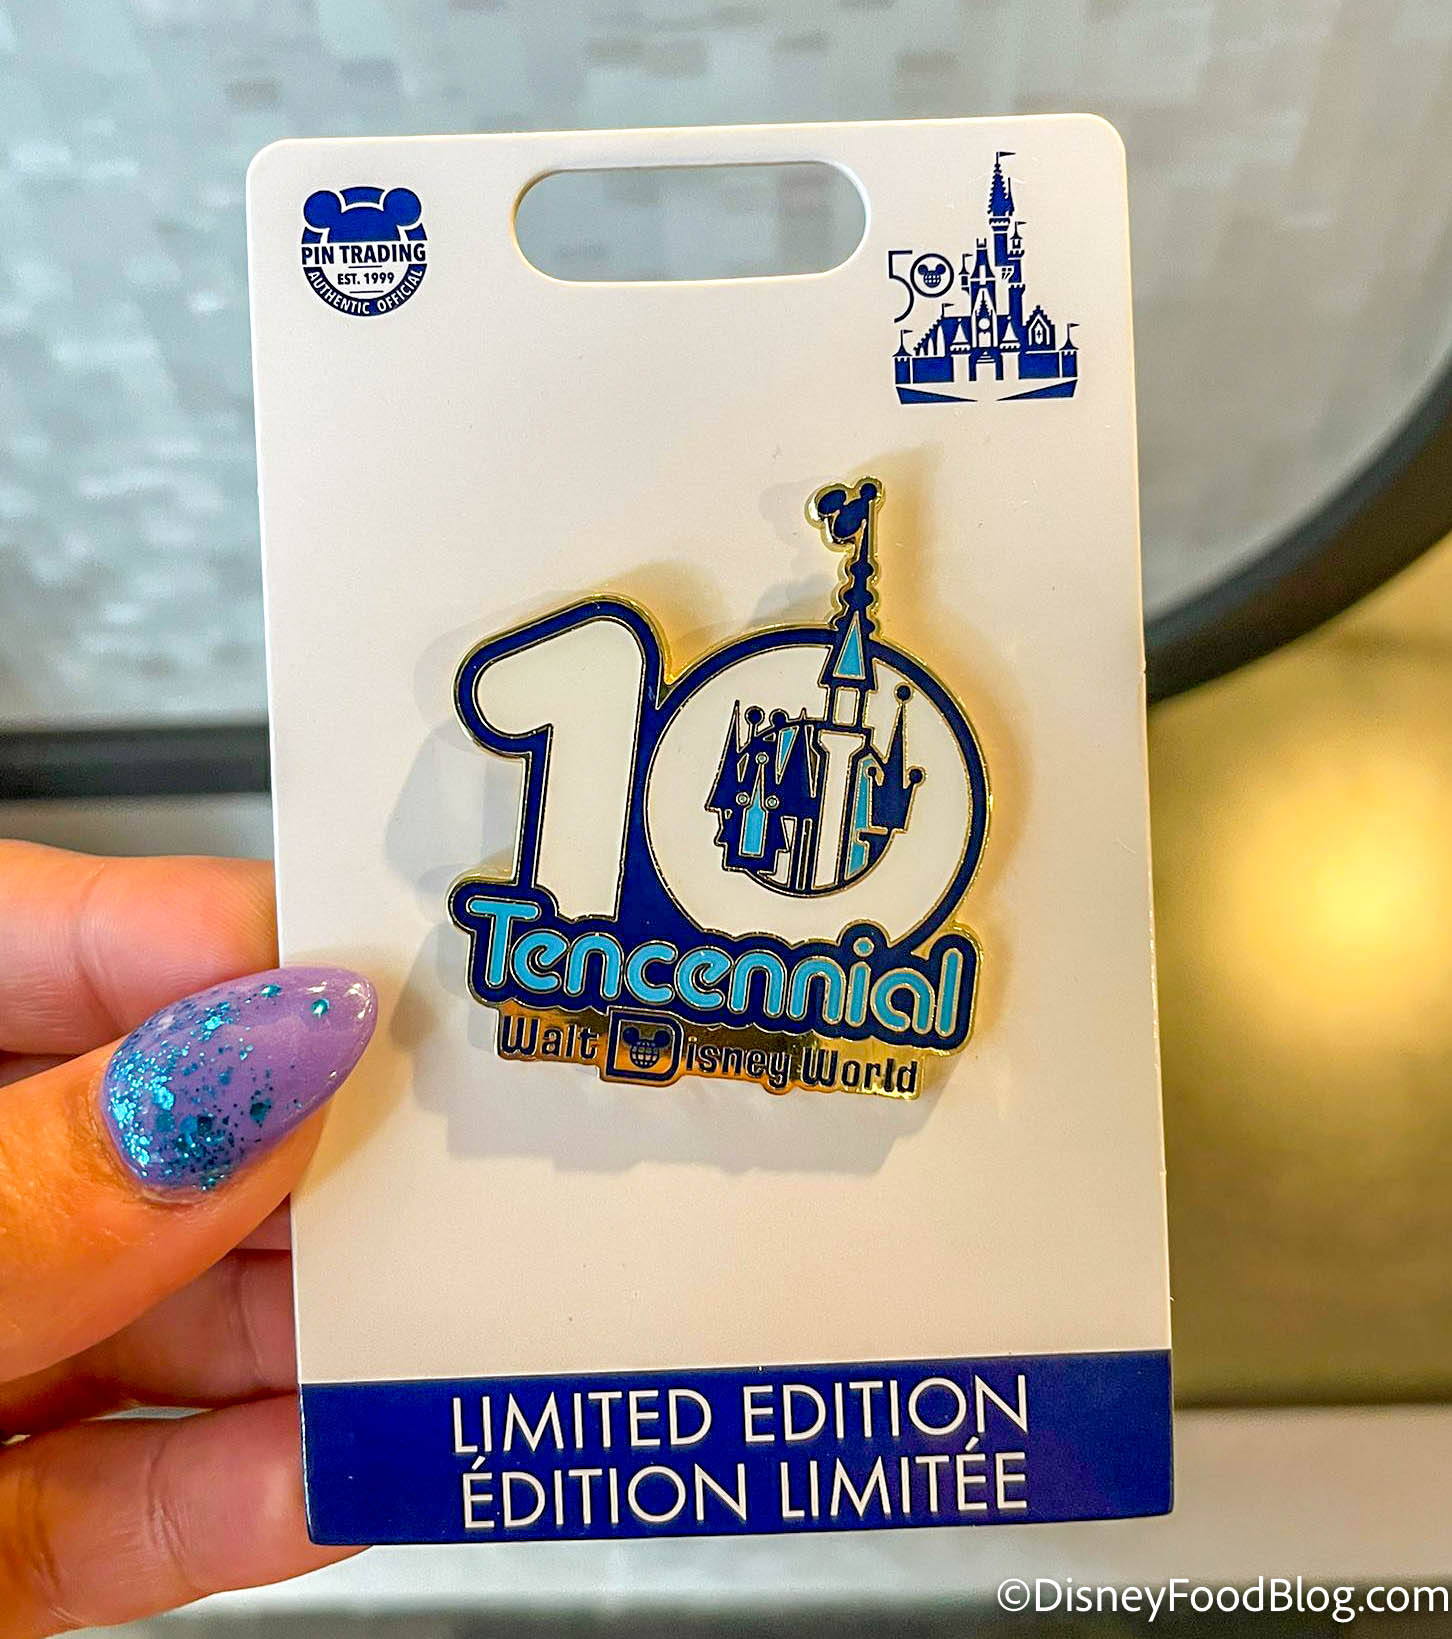 PIN TRADING
EST. 1999
AUTHENTIC OFFICIAL
50
10
Tencennial
Walt Disney World
LIMITED EDITION
ÉDITION LIMITÉE
©DisneyFoodBlog.com